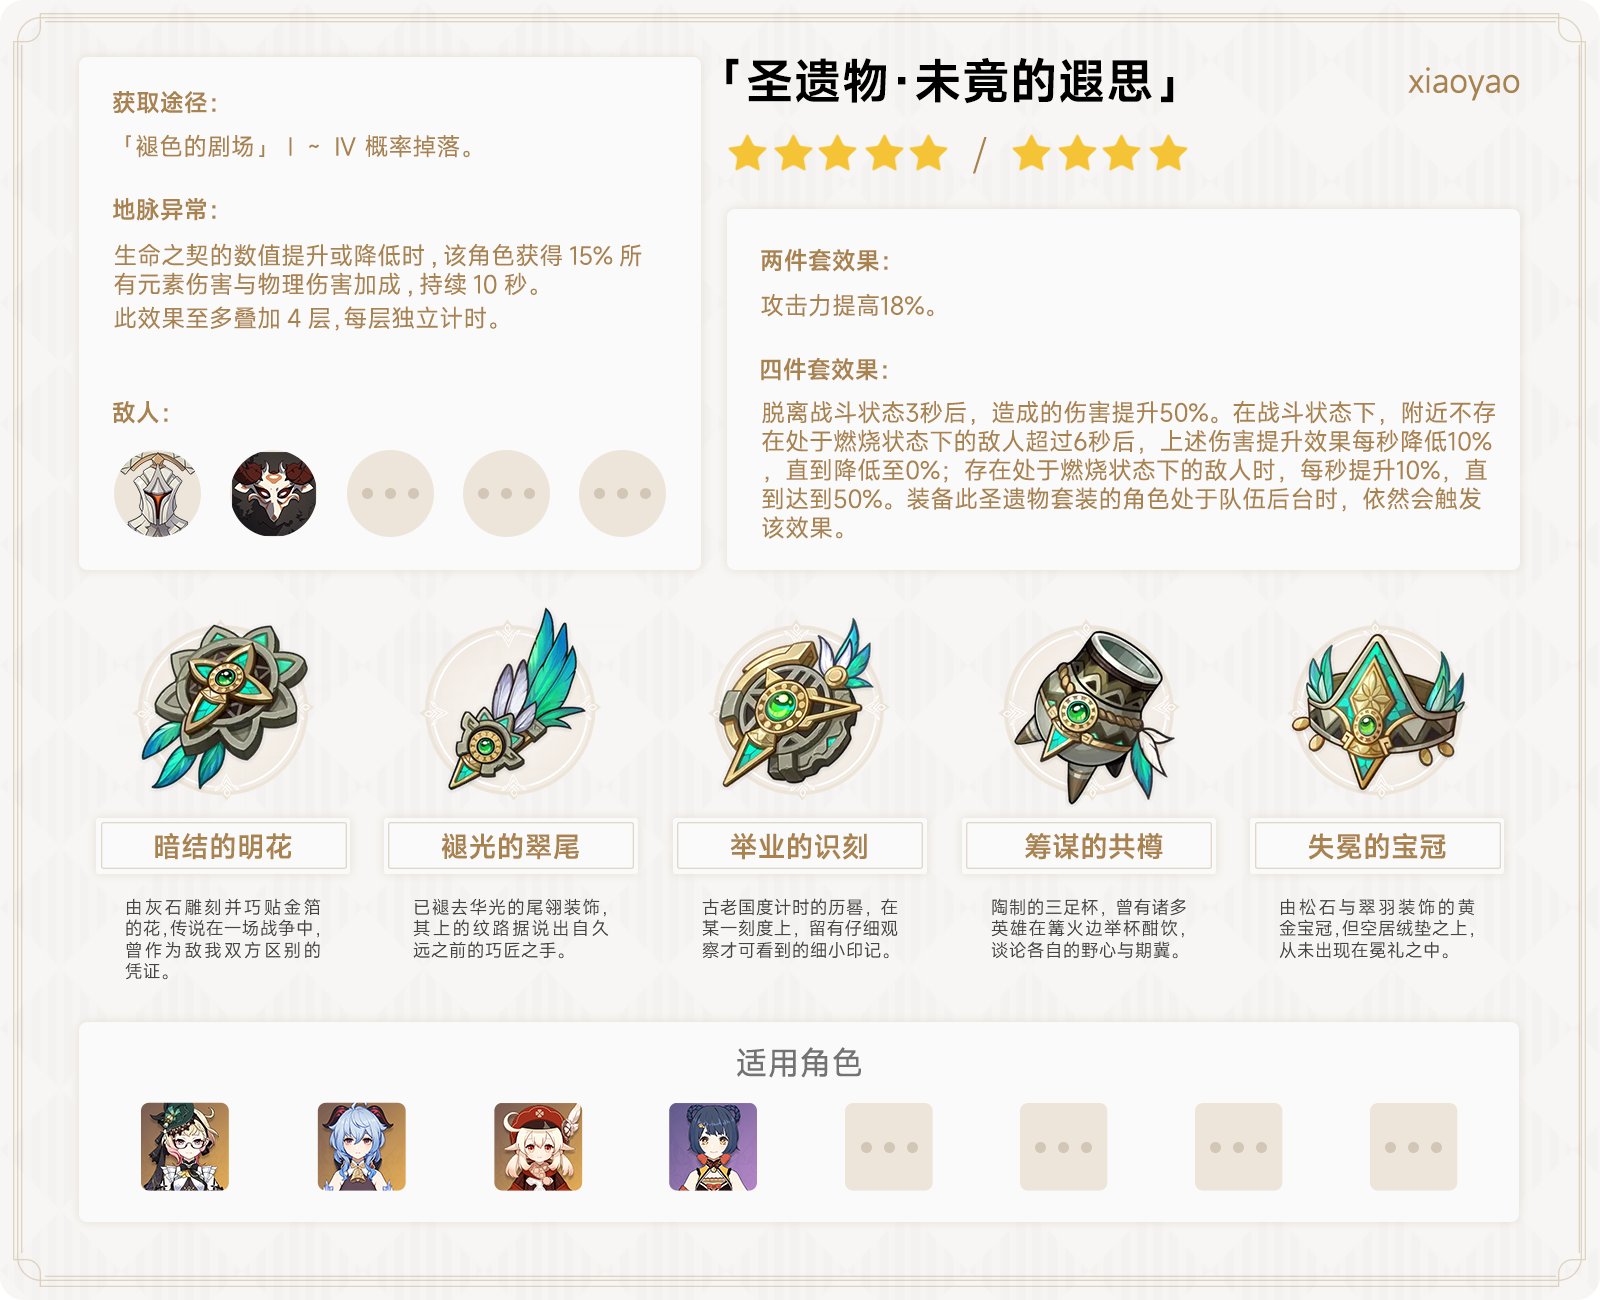 获取途径：
「褪色的剧场」 I ~ IV 概率掉落。
地脉异常：
生命之契的数值提升或降低时 , 该角色获得 15% 所
有元素伤害与物理伤害加成 , 持续 10 秒。
此效果至多叠加 4 层 , 每层独立计时。
敌人：
「圣遗物·未竟的遐思」
xiaoyao
/
两件套效果：
攻击力提高18%。
四件套效果：
脱离战斗状态3秒后，造成的伤害提升50%。在战斗状态下，附近不存
在处于燃烧状态下的敌人超过6秒后，上述伤害提升效果每秒降低10%
，直到降低至0%；存在处于燃烧状态下的敌人时，每秒提升10%，直
到达到50%。装备此圣遗物套装的角色处于队伍后台时，依然会触发
该效果。
暗结的明花
由灰石雕刻并巧贴金箔
的花,传说在一场战争中,
曾作为敌我双方区别的
凭证。
褪光的翠尾
已褪去华光的尾翎装饰,
其上的纹路据说出自久
远之前的巧匠之手。
举业的识刻
古老国度计时的历晷，在
某一刻度上，留有仔细观
察才可看到的细小印记。
筹谋的共樽
陶制的三足杯，曾有诸多
英雄在篝火边举杯酣饮,
谈论各自的野心与期冀。
失冕的宝冠
由松石与翠羽装饰的黄
金宝冠,但空居绒垫之上,
从未出现在冕礼之中。
适用角色